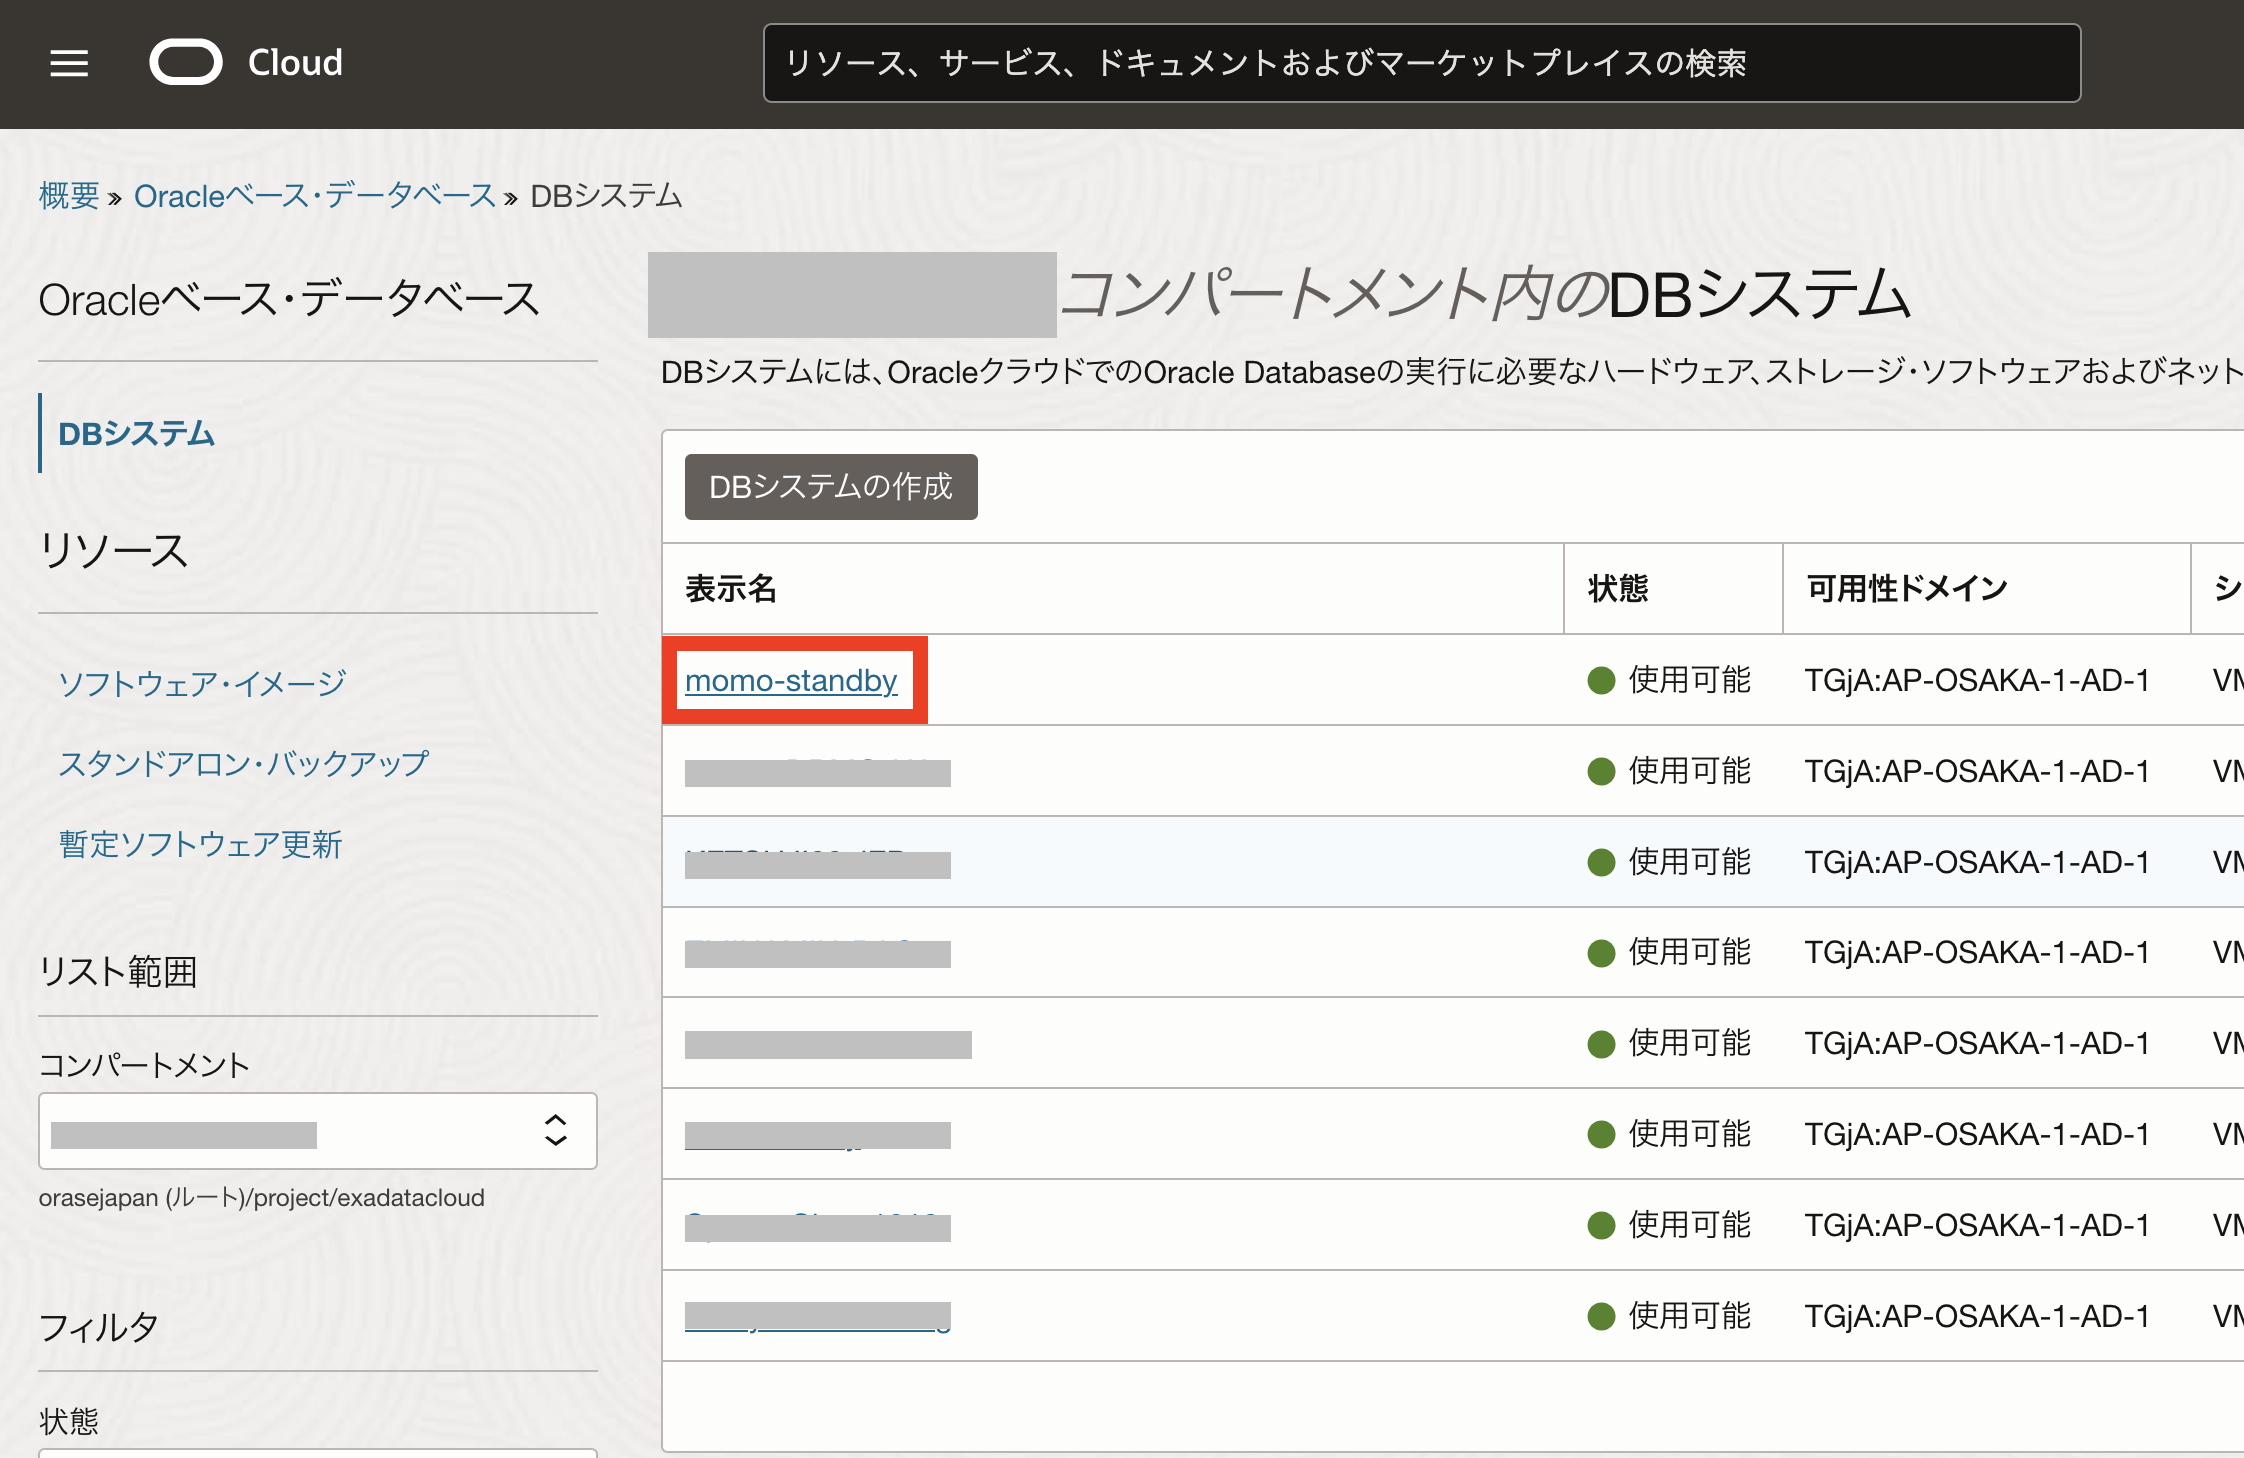 Cloud
リソース、サービス、ドキュメントおよびマーケットプレイスの検索
概要 » Oracleベース・データベース » DBシステム
Oracleベース・データベース
DBシステム
リソース
ソフトウェア・イメージ
スタンドアロン・バックアップ
暫定ソフトウェア更新
リスト範囲
コンパートメント
orasejapan (ルート)/project/exadatacloud
フィルタ
状態
コンパートメント内のDBシステム
DBシステムには、OracleクラウドでのOracle Databaseの実行に必要なハードウェア、ストレージ・ソフトウェアおよびネット
DBシステムの作成
表示名 状態 可用性ドメイン シ
momo-standby 使用可能 TGjA:AP-OSAKA-1-AD-1 VM
使用可能 TGjA:AP-OSAKA-1-AD-1 VM
使用可能 TGjA:AP-OSAKA-1-AD-1 VM
使用可能 TGjA:AP-OSAKA-1-AD-1 VM
使用可能 TGjA:AP-OSAKA-1-AD-1 VM
使用可能 TGjA:AP-OSAKA-1-AD-1 VM
使用可能 TGjA:AP-OSAKA-1-AD-1 VM
使用可能 TGjA:AP-OSAKA-1-AD-1 VM